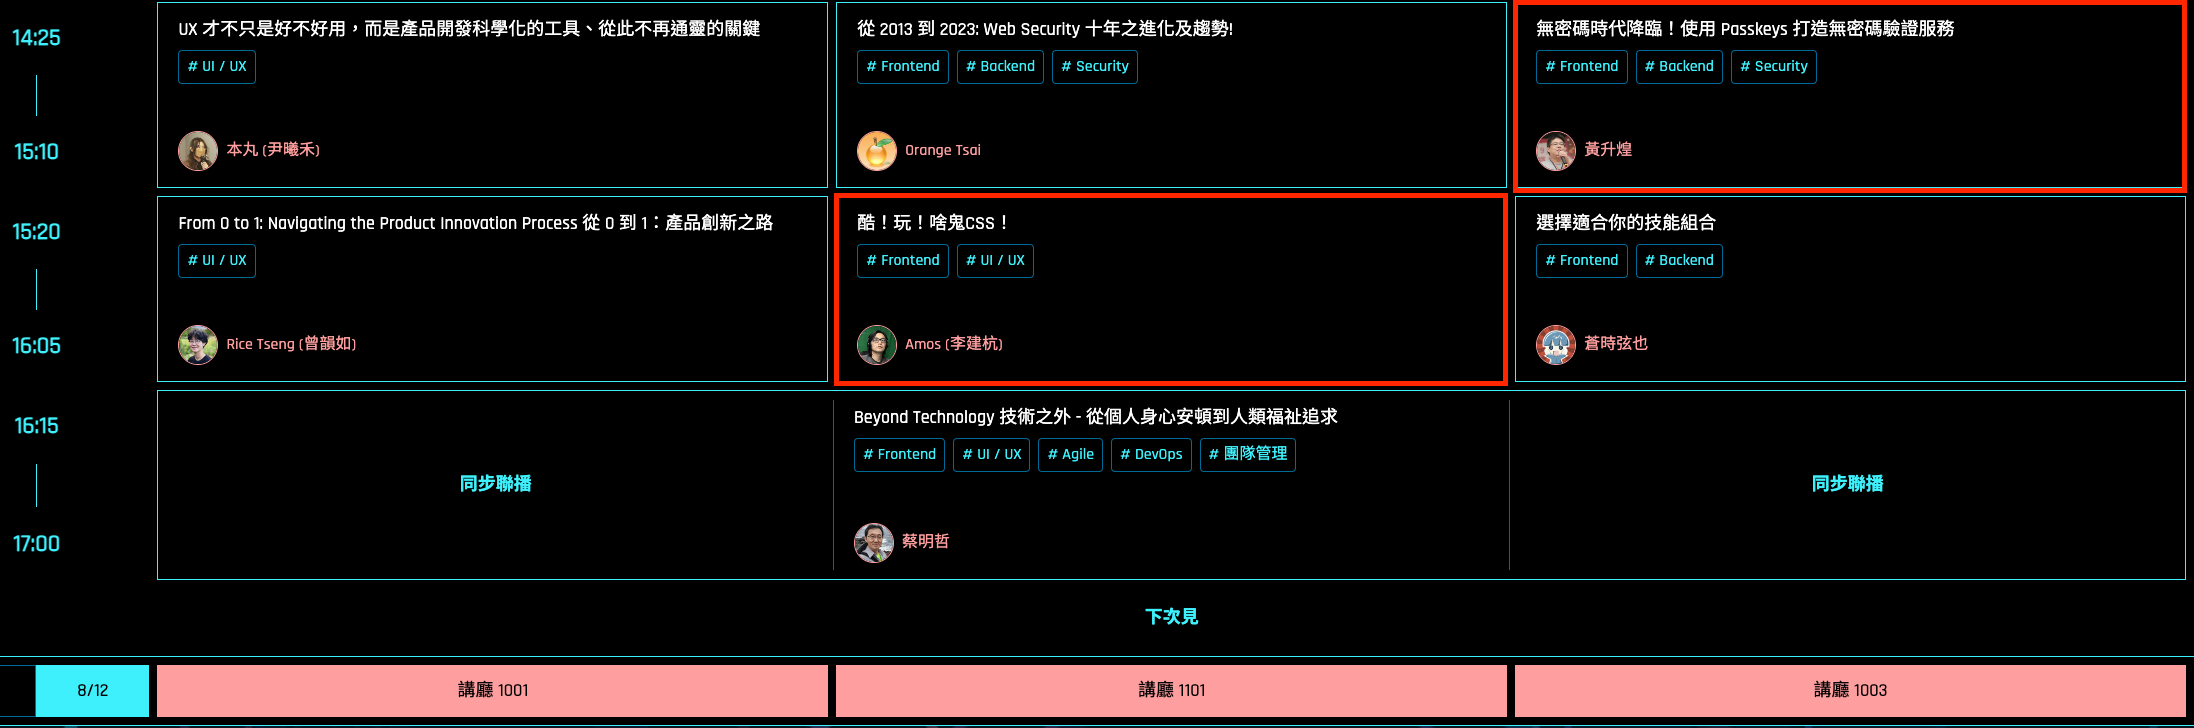 14:25
15:10
UX 才不只是好不好用，而是產品開發科學化的工具、從此不再通靈的關鍵
# UI / UX
本丸 (尹曦禾)
從 2013 到 2023: Web Security 十年之進化及趨勢!
# Frontend # Backend # Security
Orange Tsai
無密碼時代降臨！使用 Passkeys 打造無密碼驗證服務
# Frontend # Backend # Security
黃升煌
15:20
16:05
From 0 to 1: Navigating the Product Innovation Process 從 0 到 1：產品創新之路
# UI / UX
Rice Tseng (曾韻如)
酷！玩！啥鬼CSS！
# Frontend # UI / UX
Amos (李建杭)
選擇適合你的技能組合
# Frontend # Backend
蒼時弦也
16:15
17:00
同步聯播
Beyond Technology 技術之外 - 從個人身心安頓到人類福祉追求
# Frontend # UI / UX # Agile # DevOps # 團隊管理
蔡明哲
同步聯播
下次見
8/12 講廳 1001 講廳 1101 講廳 1003